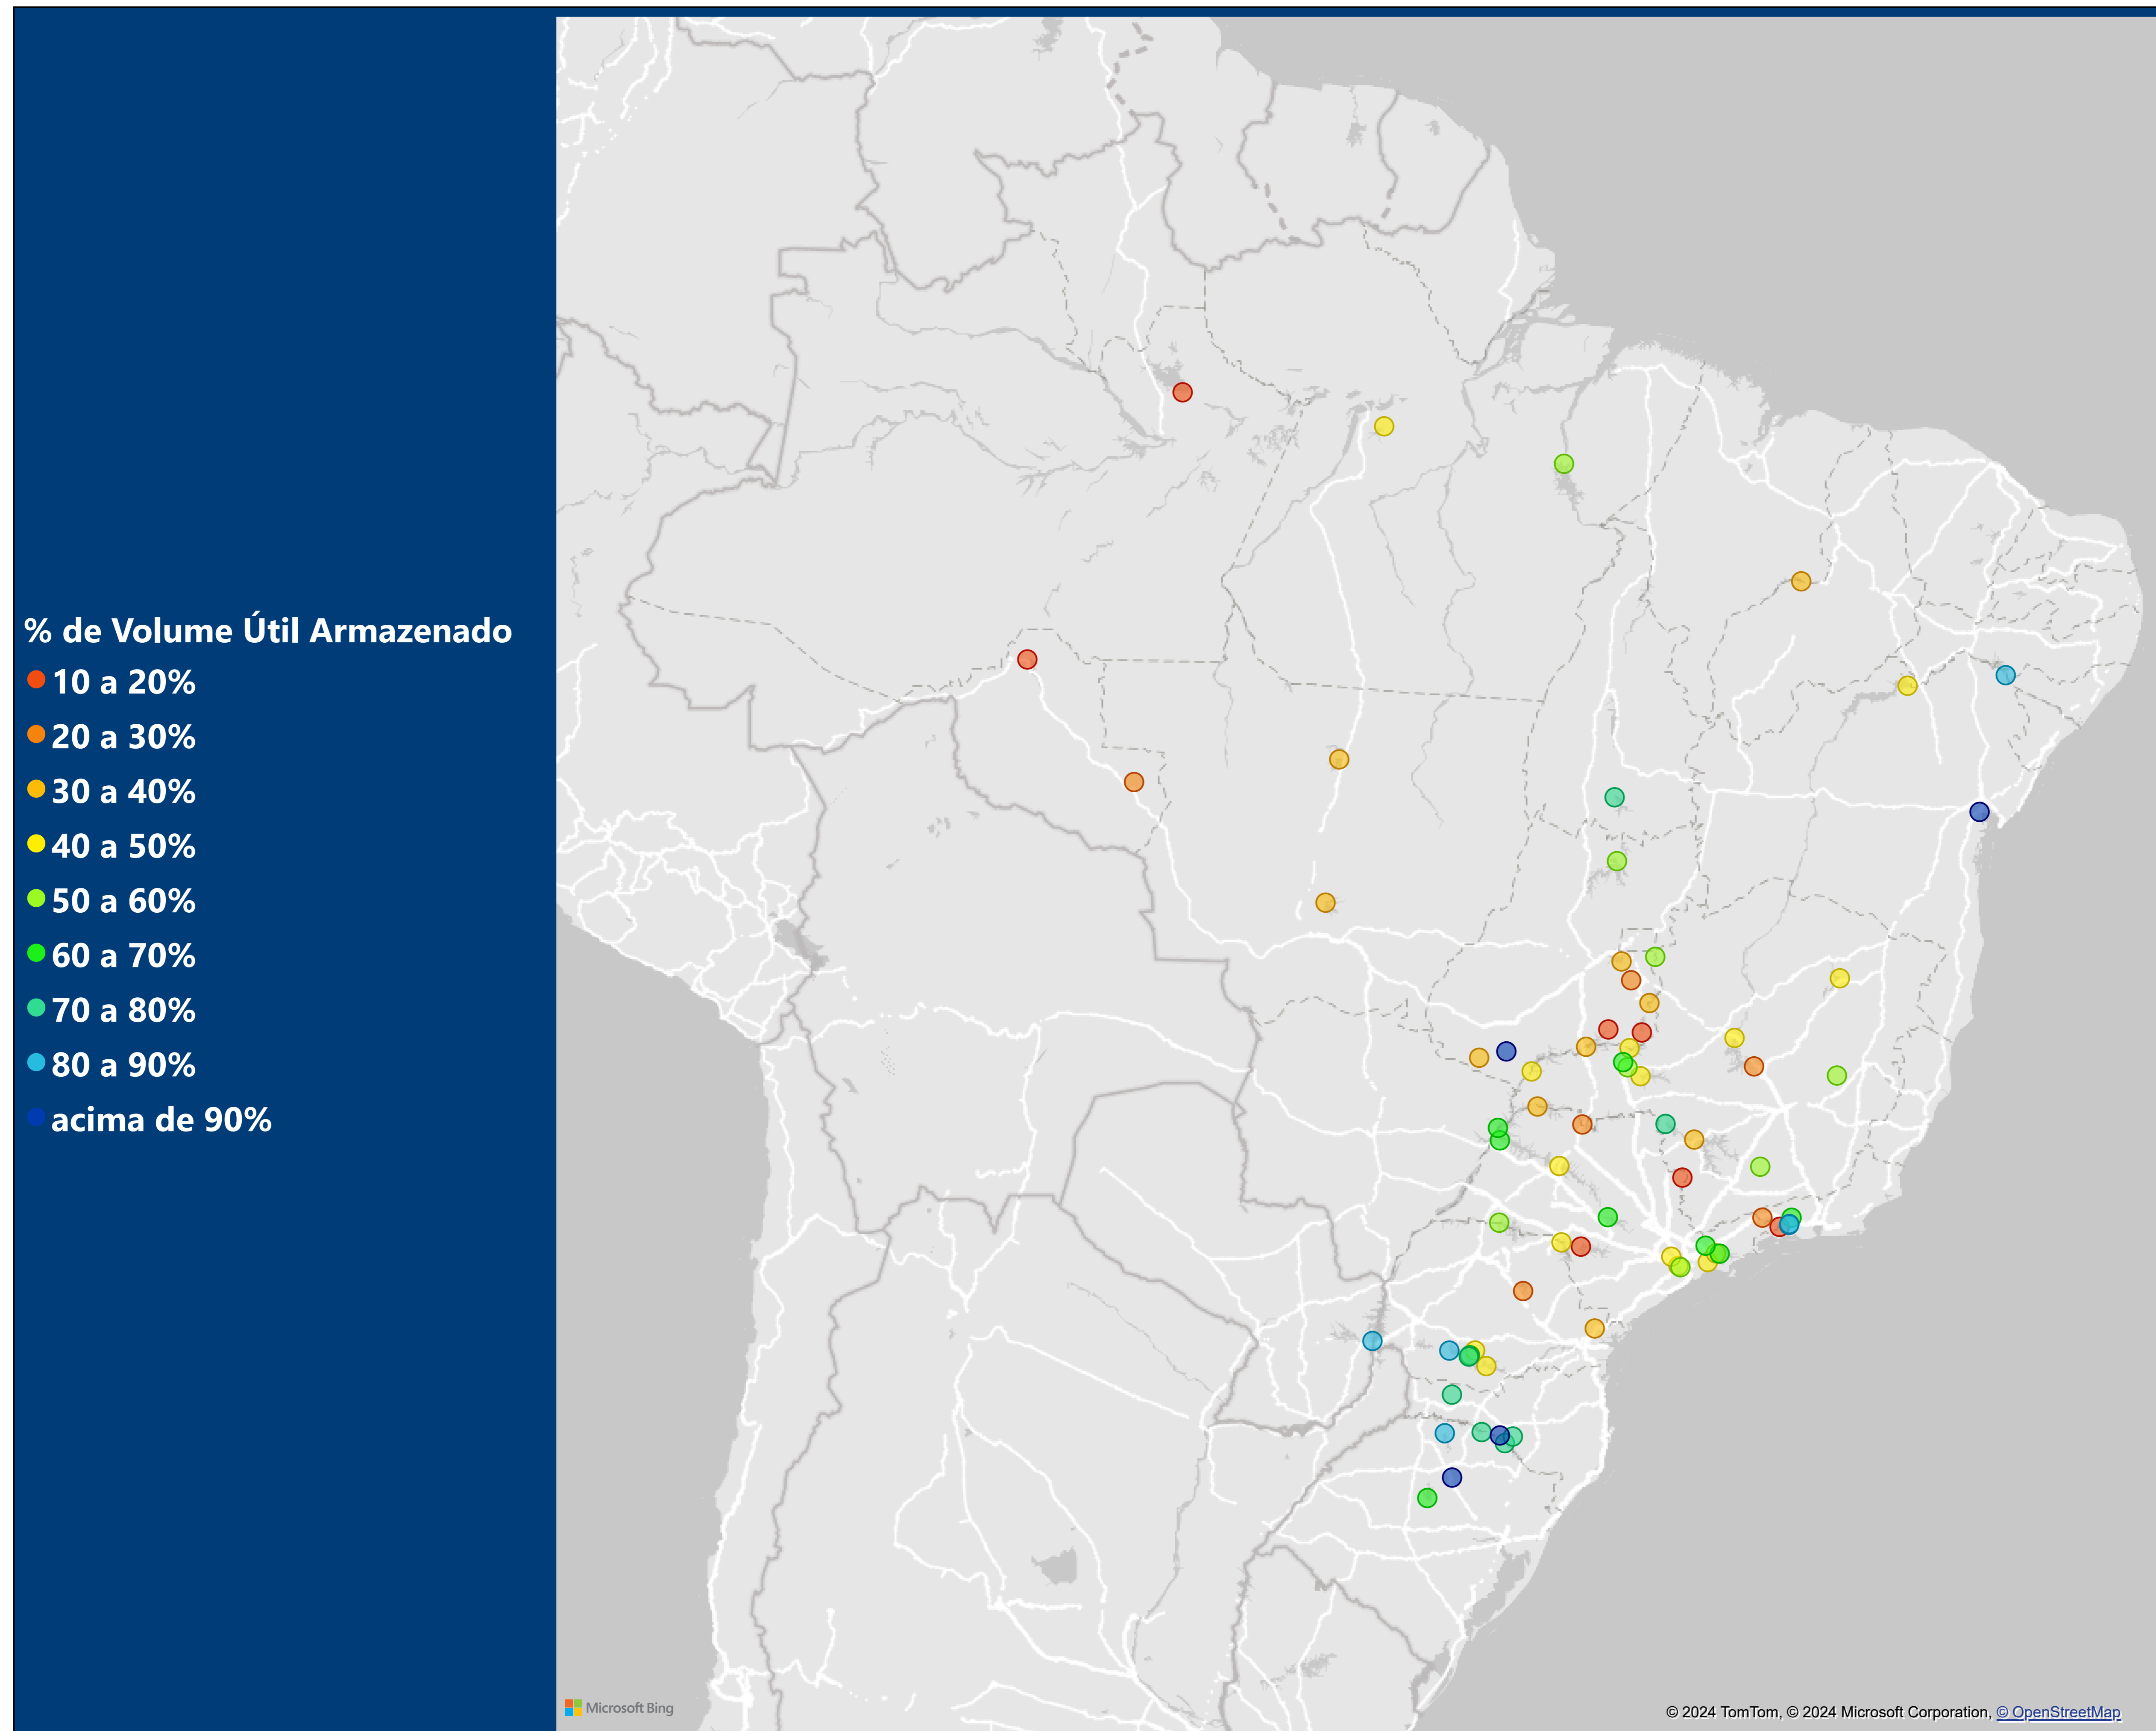 % de Volume Útil Armazenado
10 a 20%
20 a 30%
30 a 40%
40 a 50%
50 a 60%
60 a 70%
70 a 80%
80 a 90%
acima de 90%
Microsoft Bing
© 2024 TomTom, © 2024 Microsoft Corporation, © OpenStreetMap